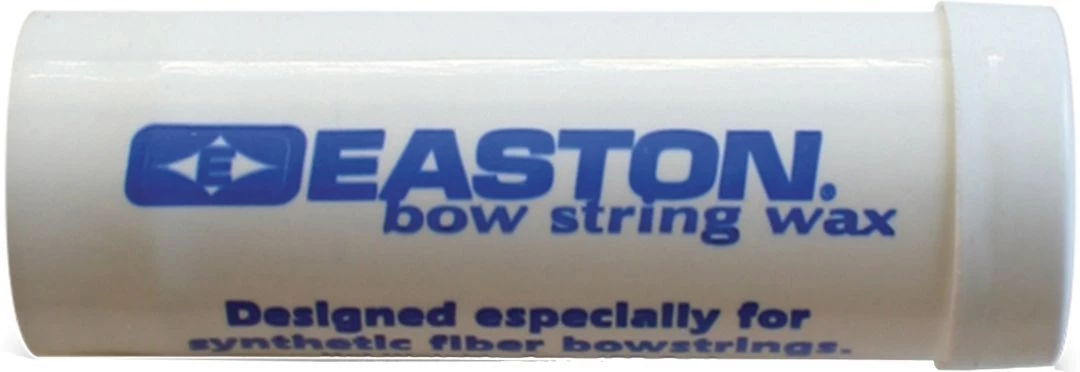 E EASTON.
bow string wax
Designed especially for
synthetic fiber bowstrings.